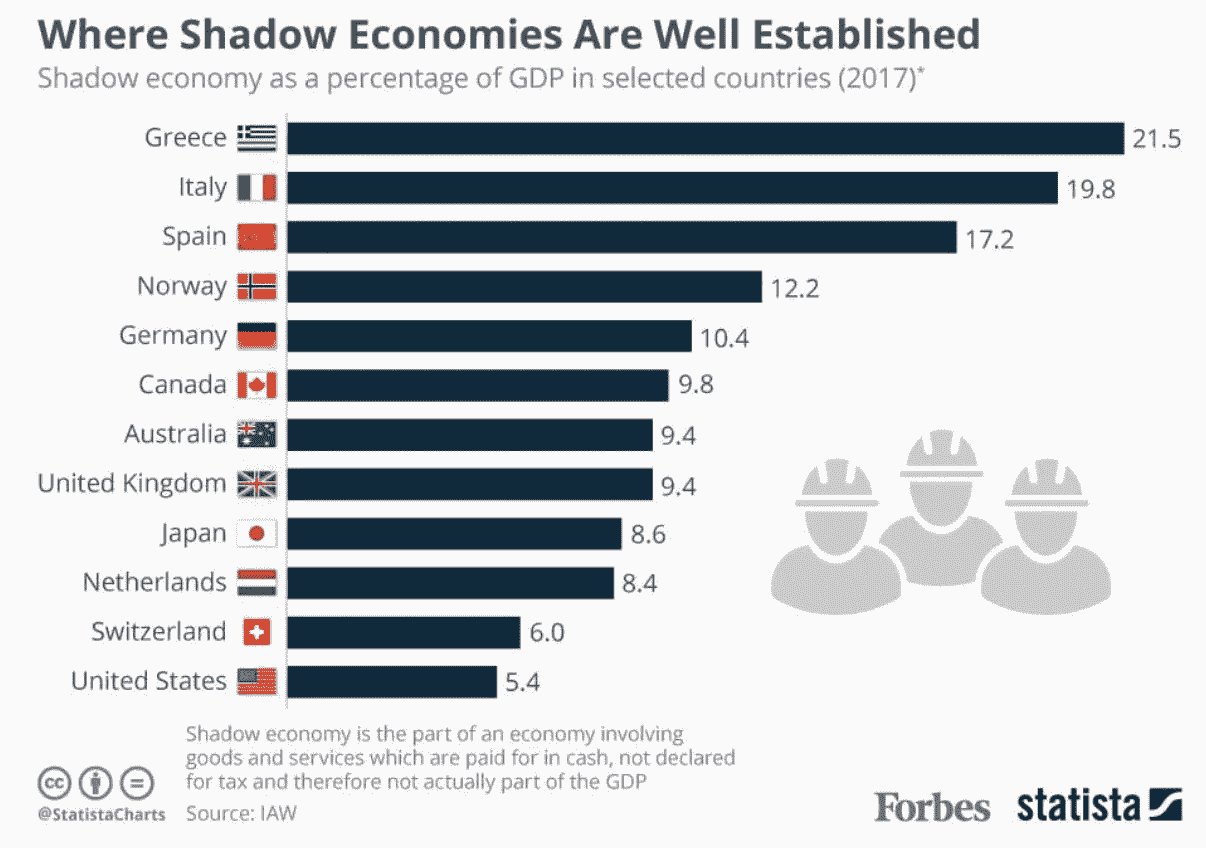 Where Shadow Economies Are Well Established
Shadow economy as a percentage of GDP in selected countries (2017)*
Greece 21.5
Italy 19.8
Spain 17.2
Norway 12.2
Germany 10.4
Canada 9.8
Australia 9.4
United Kingdom 9.4
Japan 8.6
Netherlands 8.4
Switzerland 6.0
United States 5.4
Shadow economy is the part of an economy involving
goods and services which are paid for in cash, not declared
for tax and therefore not actually part of the GDP
cc
@StatistaCharts Source: IAW
Forbes statista